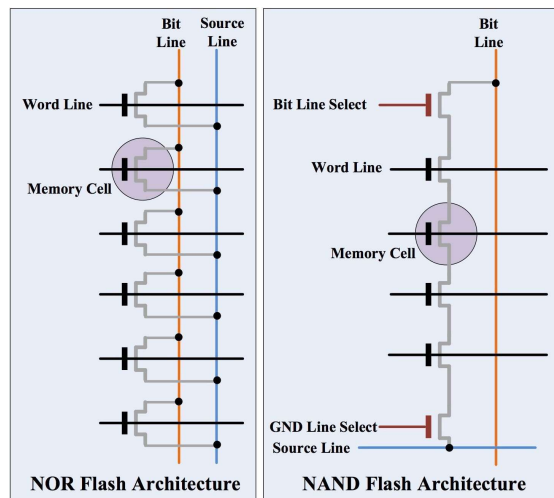 Bit
Line
Source
Line
Word Line
Memory Cell
NOR Flash Architecture
Bit
Line
Bit Line Select
Word Line
Memory Cell
GND Line Select
Source Line
NAND Flash Architecture